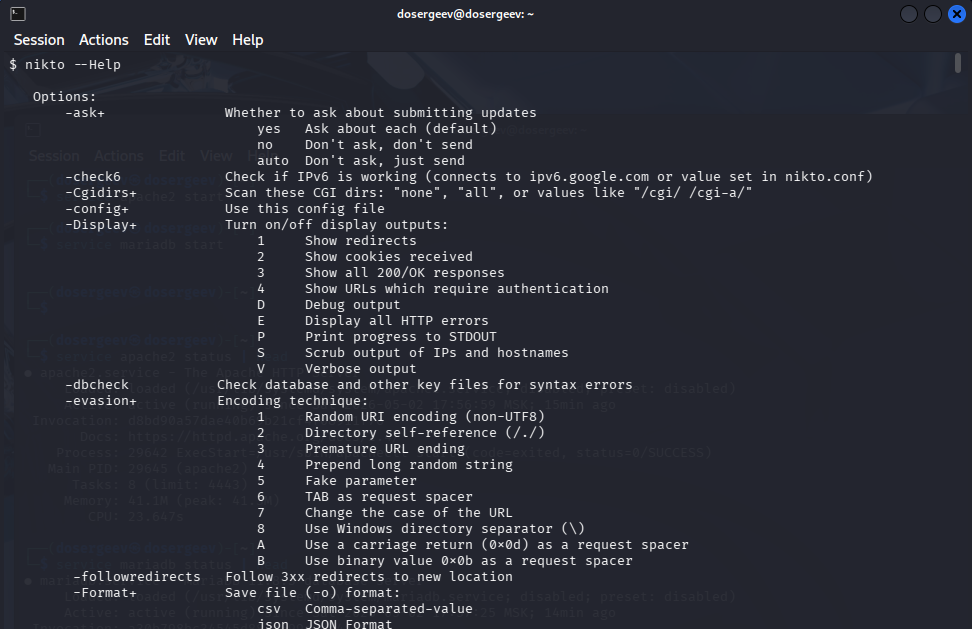 dosergeev@dosergeev: ~
Session Actions Edit View Help
$ nikto --Help
Options:
-ask+ Whether to ask about submitting updates
yes Ask about each (default)
no Don't ask, don't send
auto Don't ask, just send
-check6 Check if IPv6 is working (connects to ipv6.google.com or value set in nikto.conf)
-Cgidirs+ Scan these CGI dirs: "none", "all", or values like "/cgi/ /cgi-a/"
-config+ Use this config file
-Display+ Turn on/off display outputs:
1 Show redirects
2 Show cookies received
3 Show all 200/OK responses
4 Show URLs which require authentication
D Debug output
E Display all HTTP errors
P Print progress to STDOUT
S Scrub output of IPs and hostnames
V Verbose output
-dbcheck Check database and other key files for syntax errors
-evasion+ Encoding technique:
1 Random URI encoding (non-UTF8)
2 Directory self-reference (/./)
3 Premature URL ending
4 Prepend long random string
5 Fake parameter
6 TAB as request spacer
7 Change the case of the URL
8 Use Windows directory separator (\)
A Use a carriage return (0x0d) as a request spacer
B Use binary value 0x0b as a request spacer
-followredirects Follow 3xx redirects to new location
-Format+ Save file (-o) format:
csv Comma-separated-value
json JSON Format